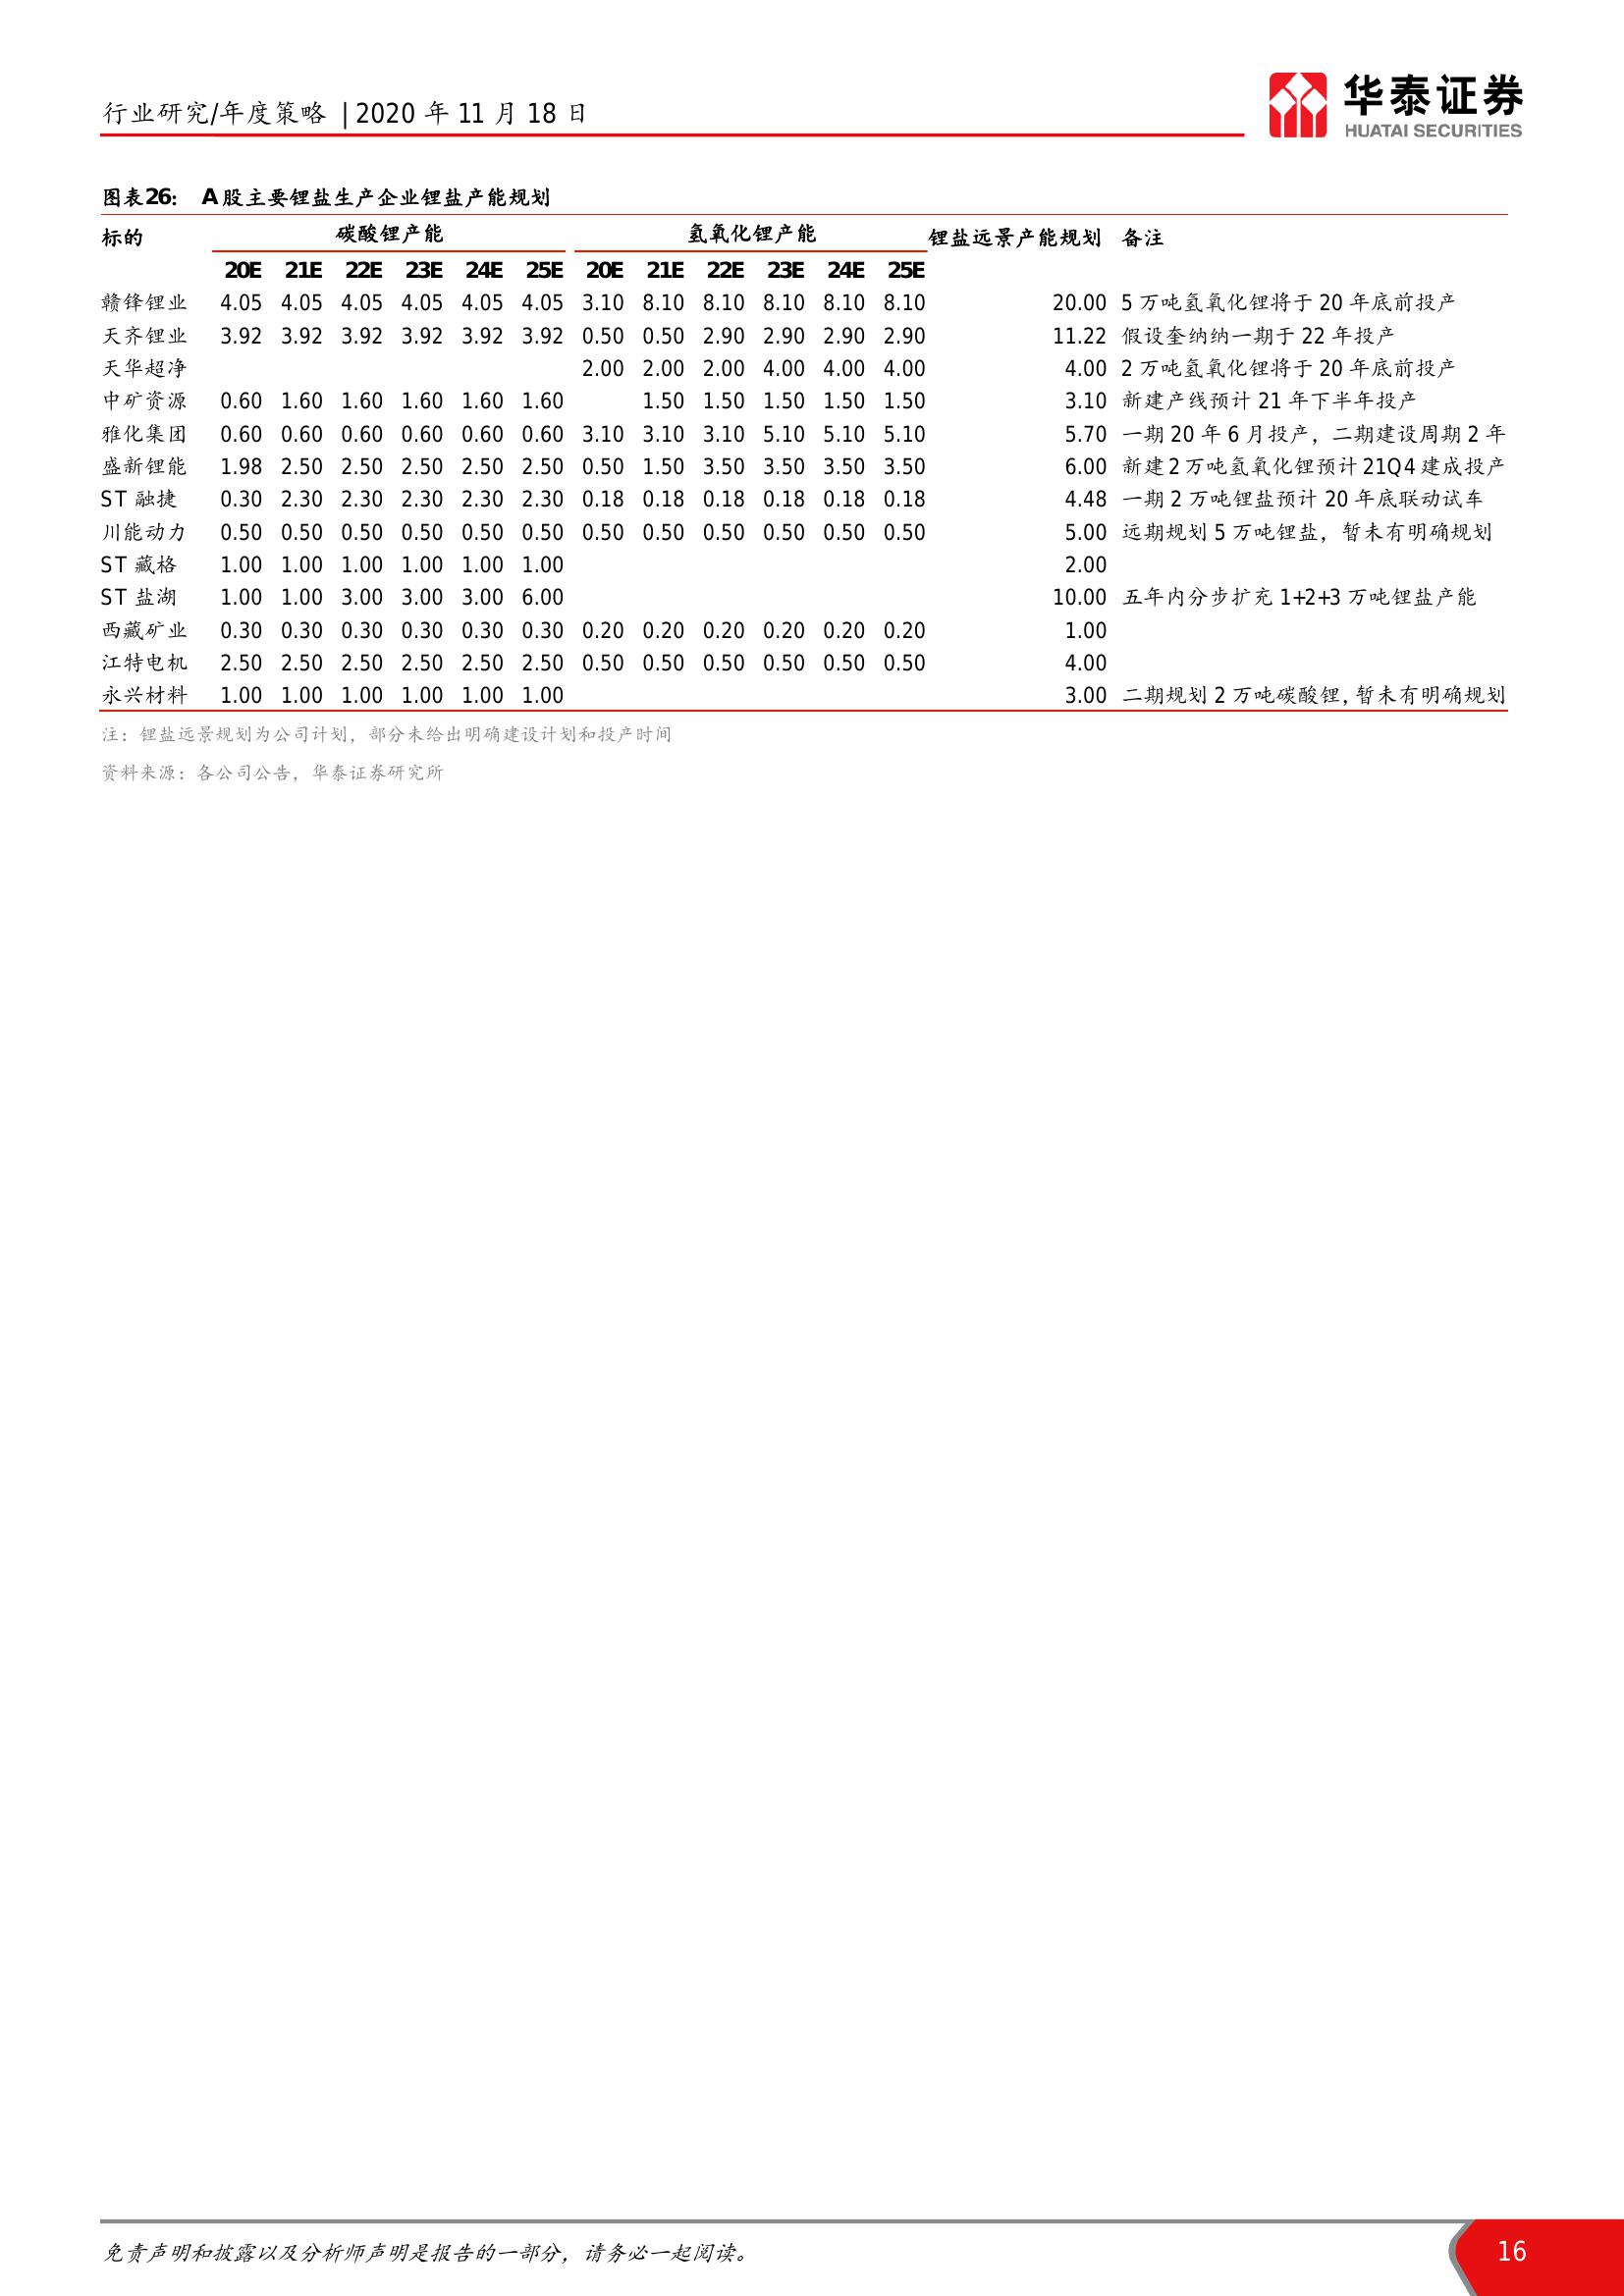 行业研究/年度策略 | 2020 年 11 月 18 日
华泰证券
HUATAI SECURITIES
图表26： A 股主要锂盐生产企业锂盐产能规划
标的 碳酸锂产能 氢氧化锂产能 锂盐远景产能规划 备注
20E 21E 22E 23E 24E 25E 20E 21E 22E 23E 24E 25E
赣锋锂业 4.05 4.05 4.05 4.05 4.05 4.05 3.10 8.10 8.10 8.10 8.10 8.10 20.00 5 万吨氢氧化锂将于 20 年底前投产
天齐锂业 3.92 3.92 3.92 3.92 3.92 3.92 0.50 0.50 2.90 2.90 2.90 2.90 11.22 假设奎纳纳一期于 22 年投产
天华超净 2.00 2.00 2.00 4.00 4.00 4.00 4.00 2 万吨氢氧化锂将于 20 年底前投产
中矿资源 0.60 1.60 1.60 1.60 1.60 1.60 1.50 1.50 1.50 1.50 1.50 3.10 新建产线预计 21 年下半年投产
雅化集团 0.60 0.60 0.60 0.60 0.60 0.60 3.10 3.10 3.10 5.10 5.10 5.10 5.70 一期 20 年 6 月投产，二期建设周期 2 年
盛新锂能 1.98 2.50 2.50 2.50 2.50 2.50 0.50 1.50 3.50 3.50 3.50 3.50 6.00 新建 2 万吨氢氧化锂预计 21Q4 建成投产
ST 融捷 0.30 2.30 2.30 2.30 2.30 2.30 0.18 0.18 0.18 0.18 0.18 0.18 4.48 一期 2 万吨锂盐预计 20 年底联动试车
川能动力 0.50 0.50 0.50 0.50 0.50 0.50 0.50 0.50 0.50 0.50 0.50 0.50 5.00 远期规划 5 万吨锂盐，暂未有明确规划
ST 藏格 1.00 1.00 1.00 1.00 1.00 1.00 2.00
ST 盐湖 1.00 1.00 3.00 3.00 3.00 6.00 10.00 五年内分步扩充 1+2+3 万吨锂盐产能
西藏矿业 0.30 0.30 0.30 0.30 0.30 0.30 0.20 0.20 0.20 0.20 0.20 0.20 1.00
江特电机 2.50 2.50 2.50 2.50 2.50 2.50 0.50 0.50 0.50 0.50 0.50 0.50 4.00
永兴材料 1.00 1.00 1.00 1.00 1.00 1.00 3.00 二期规划 2 万吨碳酸锂，暂未有明确规划
注：锂盐远景规划为公司计划，部分未给出明确建设计划和投产时间
资料来源：各公司公告，华泰证券研究所
免责声明和披露以及分析师声明是报告的一部分，请务必一起阅读。
16